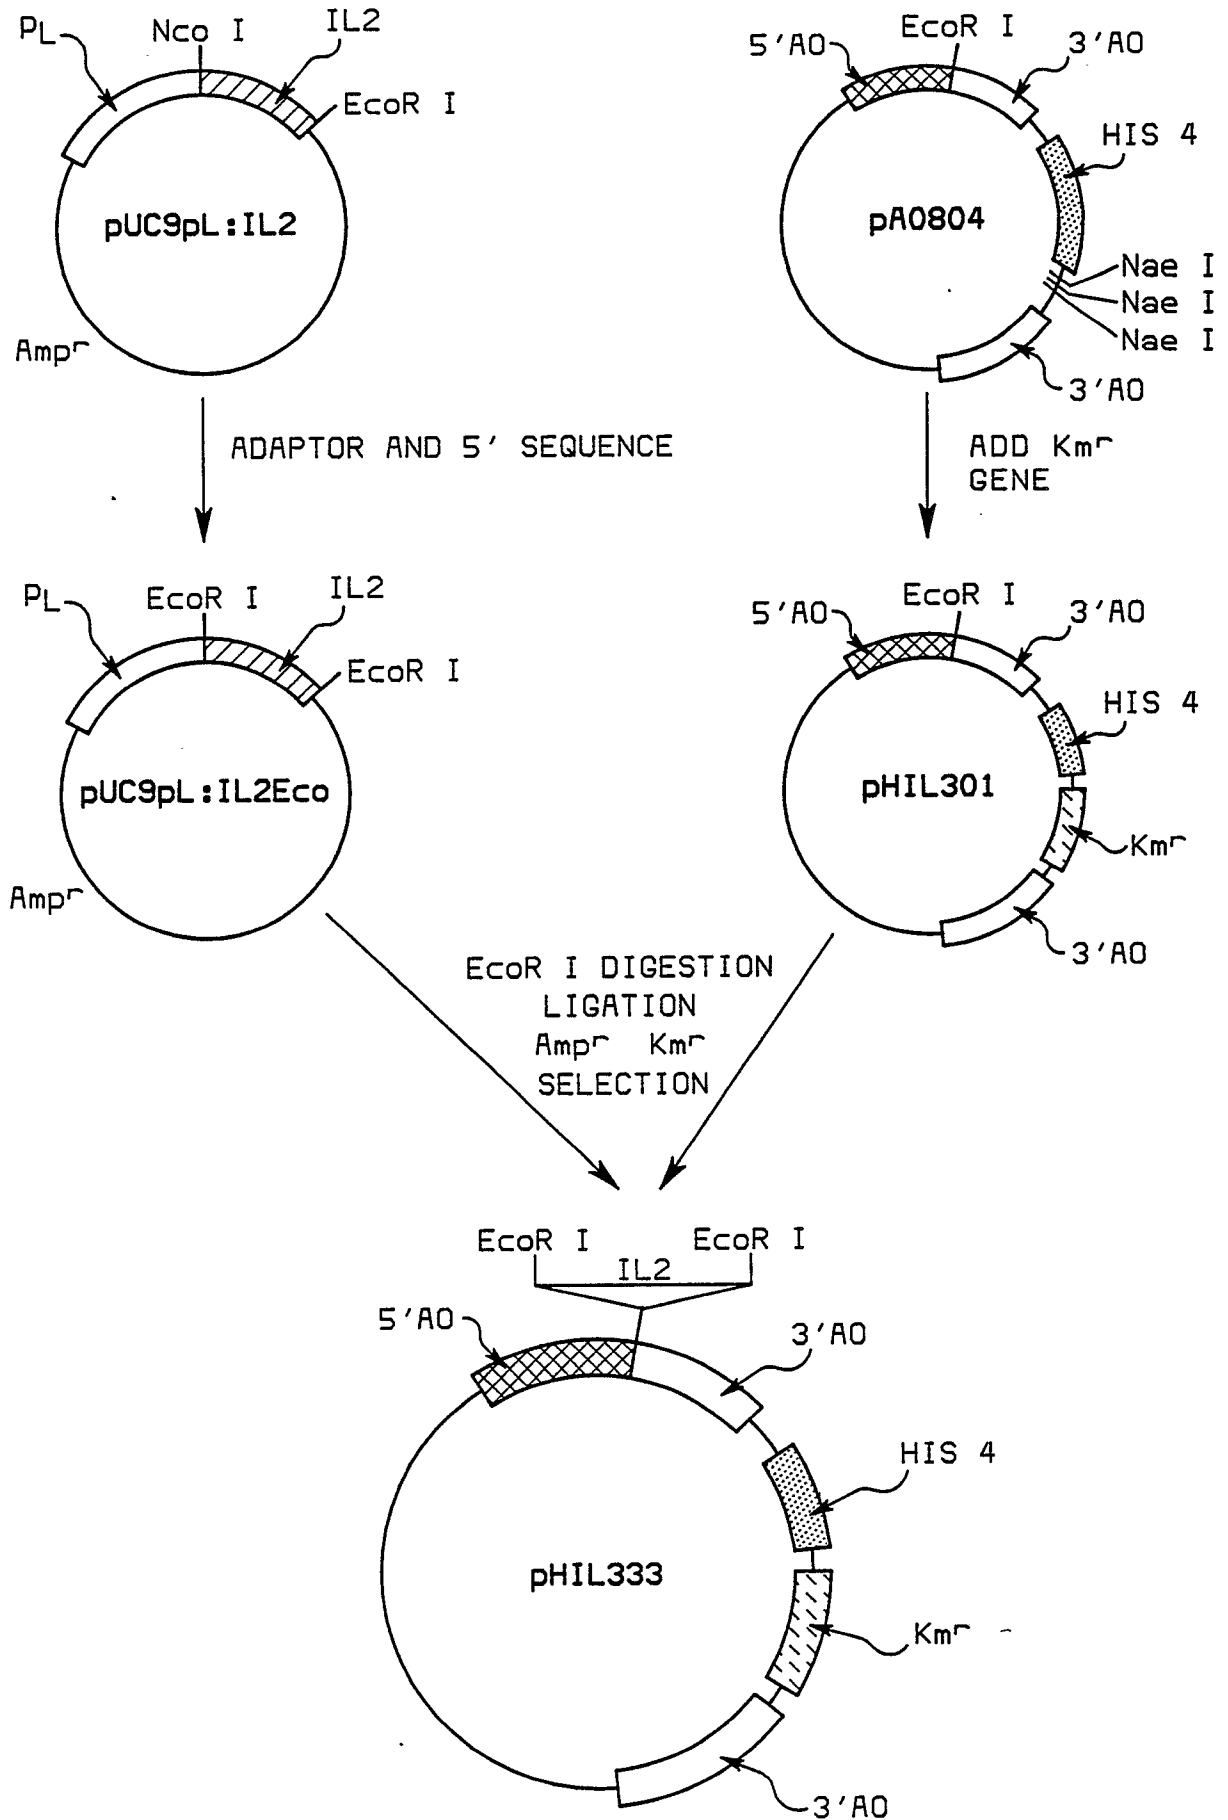 PL
Nco I
IL2
EcoR I
pUC9pL:IL2
Ampr
5'AO
EcoR I
3'AO
HIS 4
pAO804
Nae I
Nae I
Nae I
3'AO
ADAPTOR AND 5' SEQUENCE
ADD Kmr
GENE
PL
EcoR I
IL2
EcoR I
pUC9pL:IL2Eco
Ampr
5'AO
EcoR I
3'AO
HIS 4
pHIL301
Kmr
3'AO
EcoR I DIGESTION
LIGATION
Ampr Kmr
SELECTION
EcoR I
EcoR I
IL2
5'AO
3'AO
HIS 4
pHIL333
Kmr
3'AO